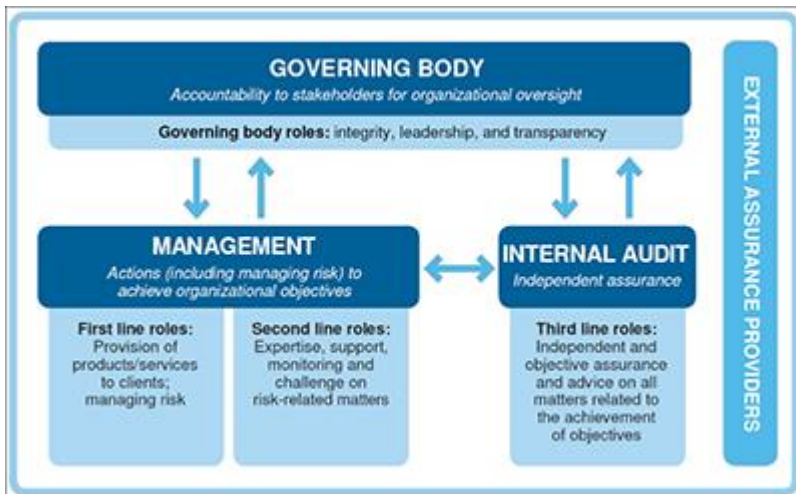 GOVERNING BODY
Accountability to stakeholders for organizational oversight
Governing body roles: integrity, leadership, and transparency
MANAGEMENT
Actions (including managing risk) to
achieve organizational objectives
First line roles:
Provision of
products/services
to clients;
managing risk
Second line roles:
Expertise, support,
monitoring and
challenge on
risk-related matters
INTERNAL AUDIT
Independent assurance
Third line roles:
Independent and
objective assurance
and advice on all
matters related to
the achievement
of objectives
EXTERNAL ASSURANCE PROVIDERS